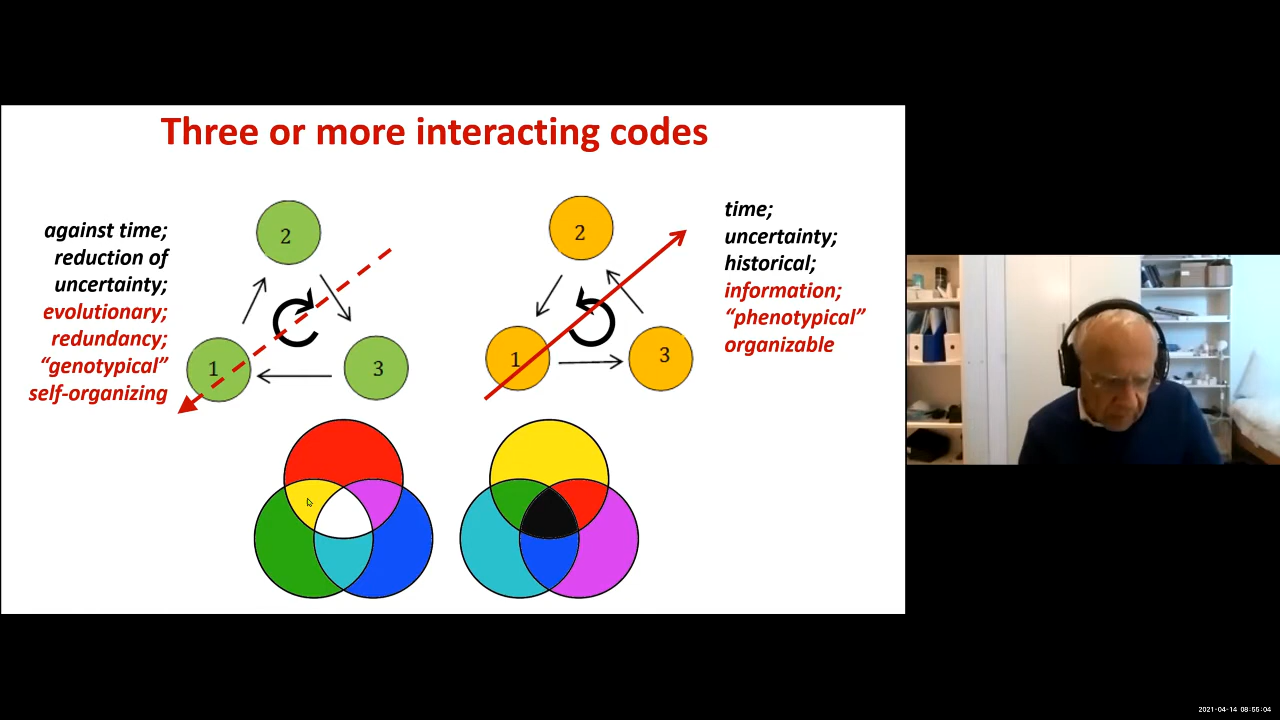 Three or more interacting codes
against time;
reduction of
uncertainty;
evolutionary;
redundancy;
“genotypical”
self-organizing
2
1
3
2
1
3
time;
uncertainty;
historical;
information;
“phenotypical”
organizable
2021-04-14 08:55:04